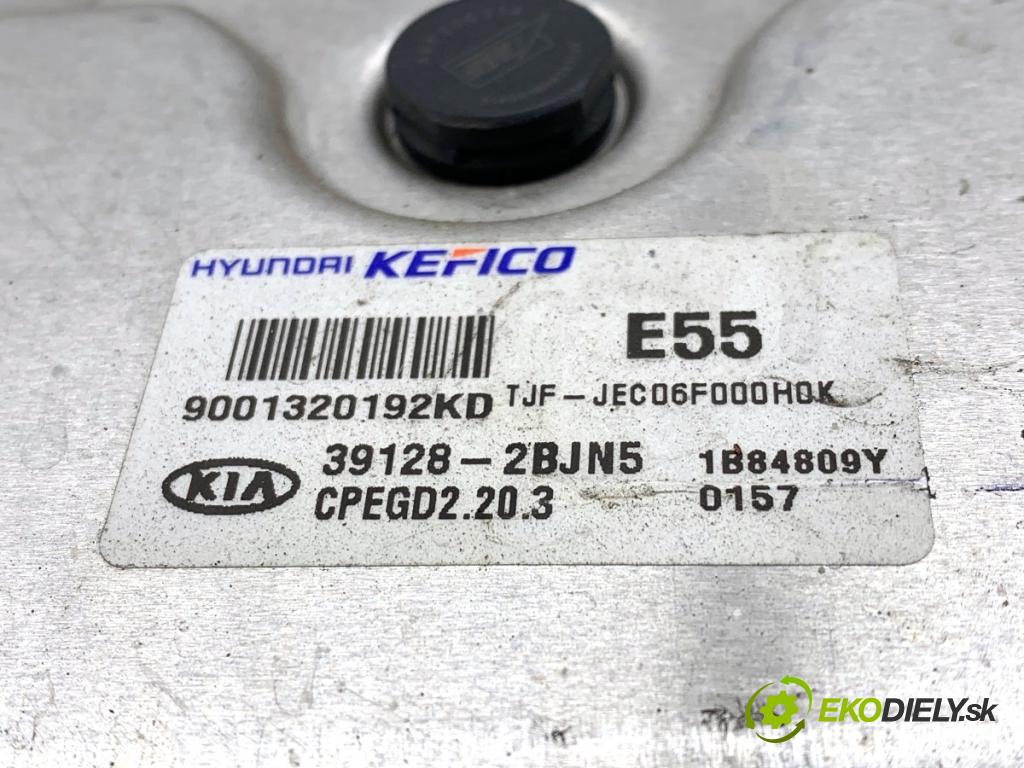 HYUNDAI KEFICO
E55
9001320192KD TJF-JEC06F000H0K
KIA 39128-2BJN5 1B84809Y
CPEGD2.20.3 0157
EKODIELY.sk